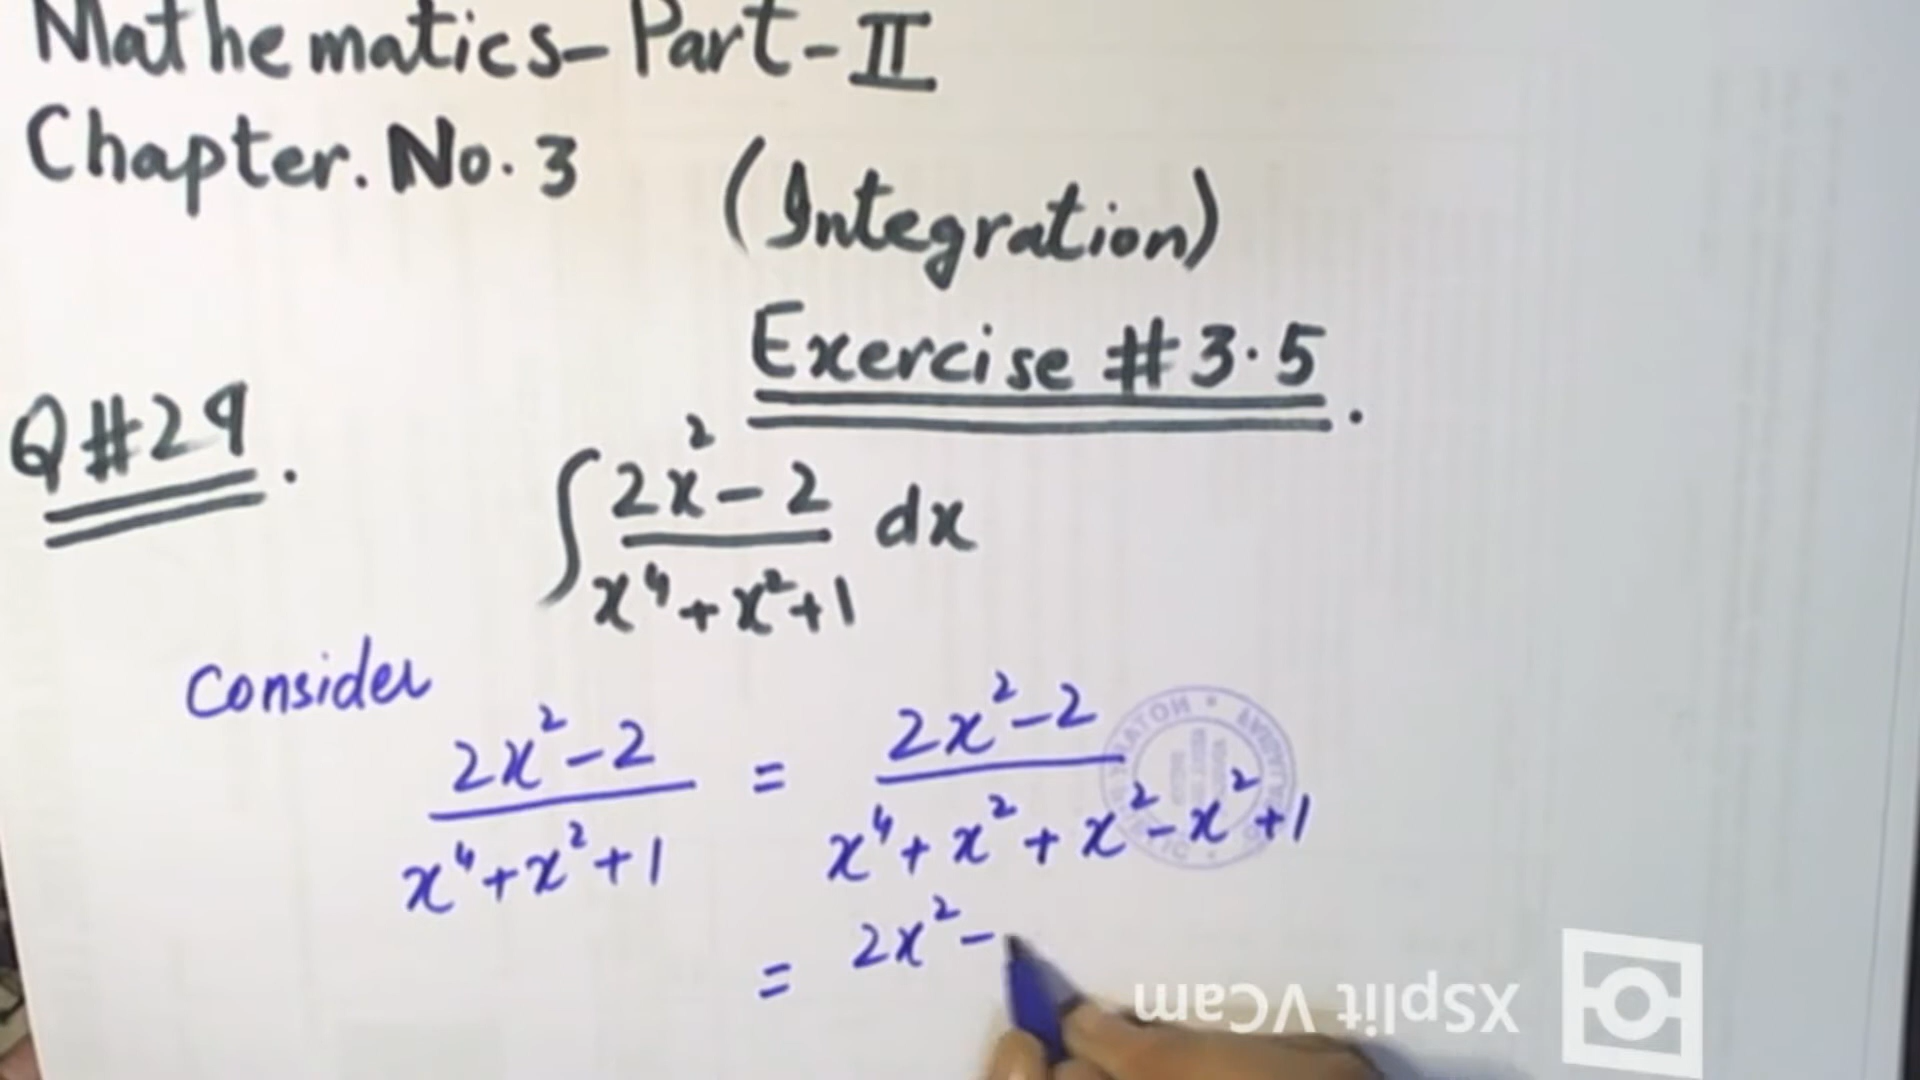 Mathematics-Part-II
Chapter. No. 3
(Integration)
Exercise #3.5.
Q#29.
∫ 2x²-2 / x⁴+x²+1 dx
Consider
2x²-2 / x⁴+x²+1 = 2x²-2 / x⁴+x²+x²-x²+1
= 2x²-
XSplit VCam